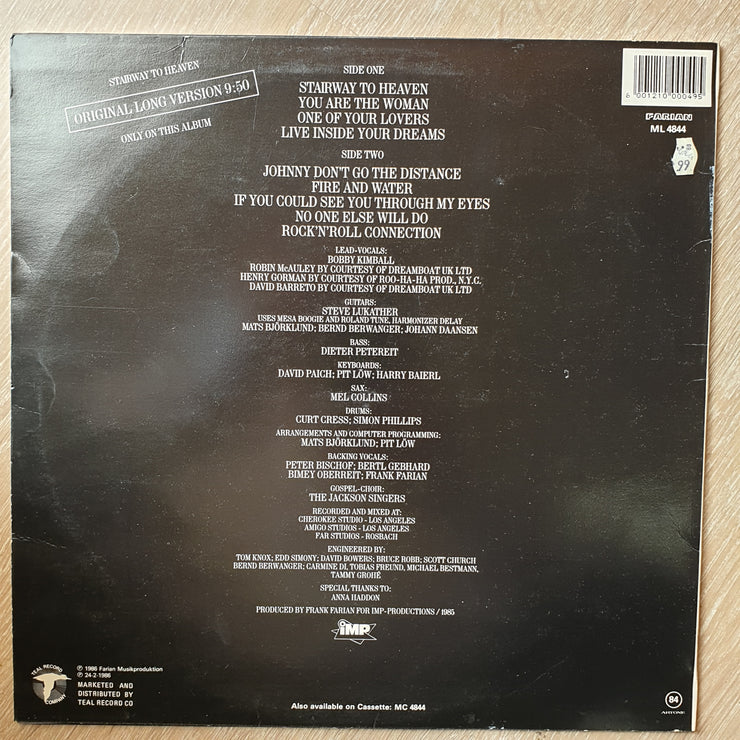 STAIRWAY TO HEAVEN
ORIGINAL LONG VERSION 9:50
ONLY ON THIS ALBUM
SIDE ONE
STAIRWAY TO HEAVEN
YOU ARE THE WOMAN
ONE OF YOUR LOVERS
LIVE INSIDE YOUR DREAMS
SIDE TWO
JOHNNY DON'T GO THE DISTANCE
FIRE AND WATER
IF YOU COULD SEE YOU THROUGH MY EYES
NO ONE ELSE WILL DO
ROCK'N'ROLL CONNECTION
LEAD-VOCALS:
BOBBY KIMBALL
ROBIN McAULEY BY COURTESY OF DREAMBOAT UK LTD
HENRY GORMAN BY COURTESY OF ROO-HA-HA PROD., N.Y.C.
DAVID BARRETO BY COURTESY OF DREAMBOAT UK LTD
GUITARS:
STEVE LUKATHER
USES MESA BOOGIE AND ROLAND TUNE, HARMONIZER DELAY
MATS BJÖRKLUND; BERND BERWANGER; JOHANN DAANSEN
BASS:
DIETER PETEREIT
KEYBOARDS:
DAVID PAICH; PIT LÖW; HARRY BAIERL
SAX:
MEL COLLINS
DRUMS:
CURT CRESS; SIMON PHILLIPS
ARRANGEMENTS AND COMPUTER PROGRAMMING:
MATS BJÖRKLUND; PIT LÖW
BACKING VOCALS:
PETER BISCHOF; BERTL GEBHARD
BIMEY OBERREIT; FRANK FARIAN
GOSPEL-CHOIR:
THE JACKSON SINGERS
RECORDED AND MIXED AT:
CHEROKEE STUDIO - LOS ANGELES
AMIGO STUDIOS - LOS ANGELES
FAR STUDIOS - ROSBACH
ENGINEERED BY:
TOM KNOX; EDD SIMONY; DAVID BOWERS; BRUCE ROBB; SCOTT CHURCH
BERND BERWANGER; CARMINE DI, TOBIAS FREUND, MICHAEL BESTMANN,
TAMMY GROHÉ
SPECIAL THANKS TO:
ANNA HADDON
PRODUCED BY FRANK FARIAN FOR IMP-PRODUCTIONS / 1985
IMP
6 001210 000495
FARIAN
ML 4844
99
TEAL RECORD
COMPANY
℗ 1986 Farian Musikproduktion
℗ 24-2-1986
MARKETED AND
DISTRIBUTED BY
TEAL RECORD CO
Also available on Cassette: MC 4844
84
ARTONE